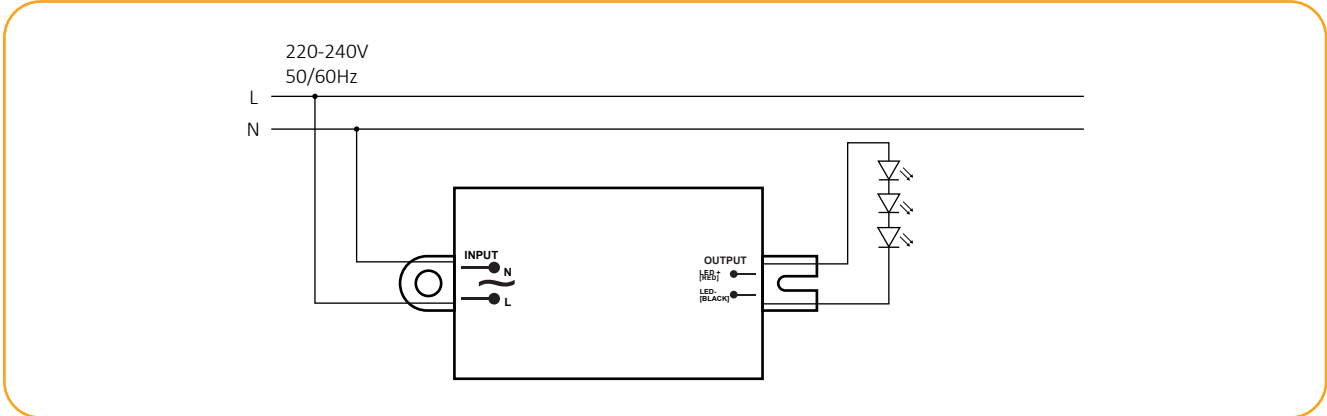 220-240V
50/60Hz
L
N
INPUT
N
L
OUTPUT
LED +
[RED]
LED-
[BLACK]